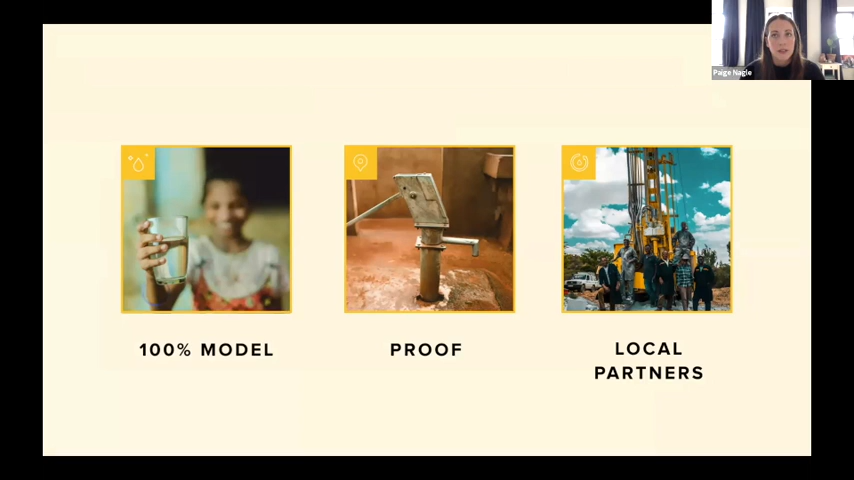 Paige Nagle
100% MODEL
PROOF
LOCAL
PARTNERS